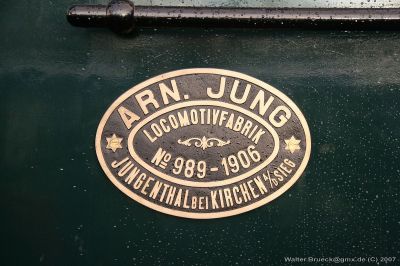 ARN. JUNG
LOCOMOTIVFABRIK
No 989-1906
JUNGENTHAL BEI KIRCHEN A/D SIEG
Walter.Brueck@gmx.de (C) 2007